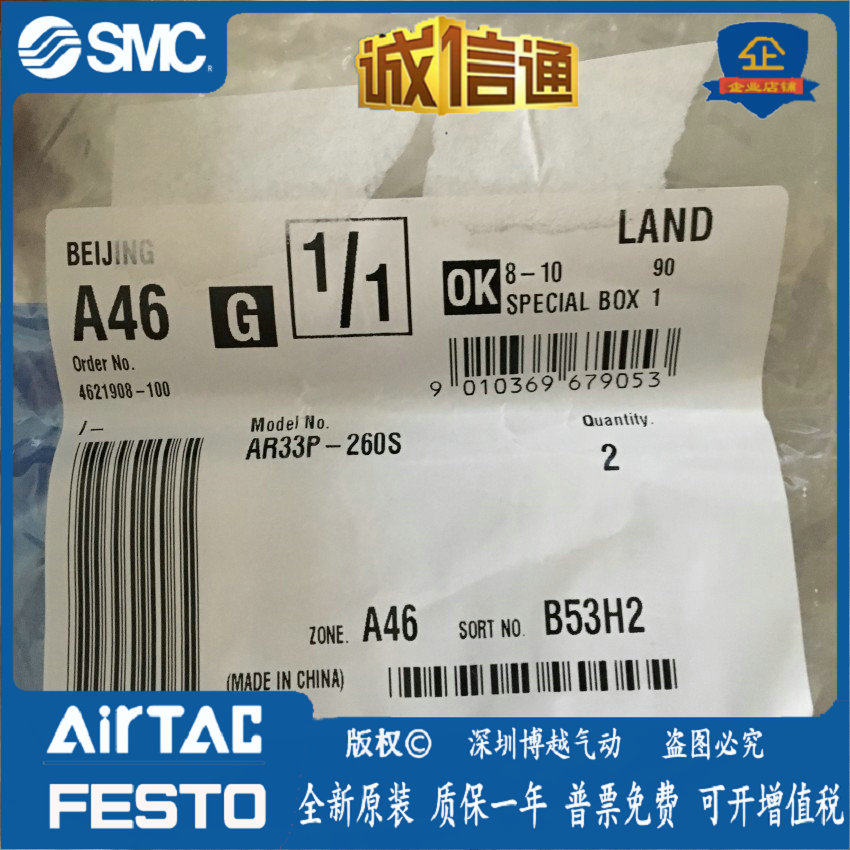 SMC®
诚信通
企
企业店铺
BEIJING
LAND
A46
G
1/1
OK
8-10
90
SPECIAL BOX 1
Order No.
4621908-100
9 010369 679053
/-
Model No.
Quantity.
AR33P-260S
2
ZONE. A46
SORT NO. B53H2
(MADE IN CHINA)
AirTAC
版权© 深圳博越气动 盗图必究
FESTO
全新原装 质保一年 普票免费 可开增值税